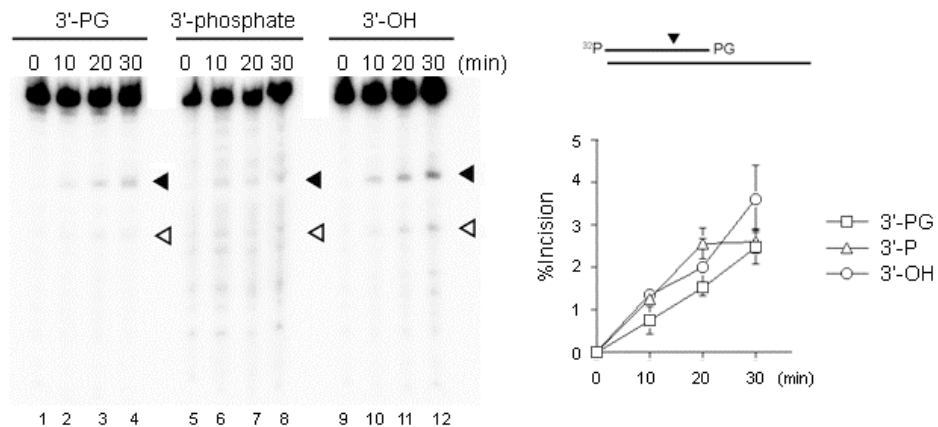 3'-PG 3'-phosphate 3'-OH
0 10 20 30 0 10 20 30 0 10 20 30 (min)
1 2 3 4 5 6 7 8 9 10 11 12
32P PG
%Incision
5
4
3
2
1
0
0 10 20 30 (min)
3'-PG
3'-P
3'-OH